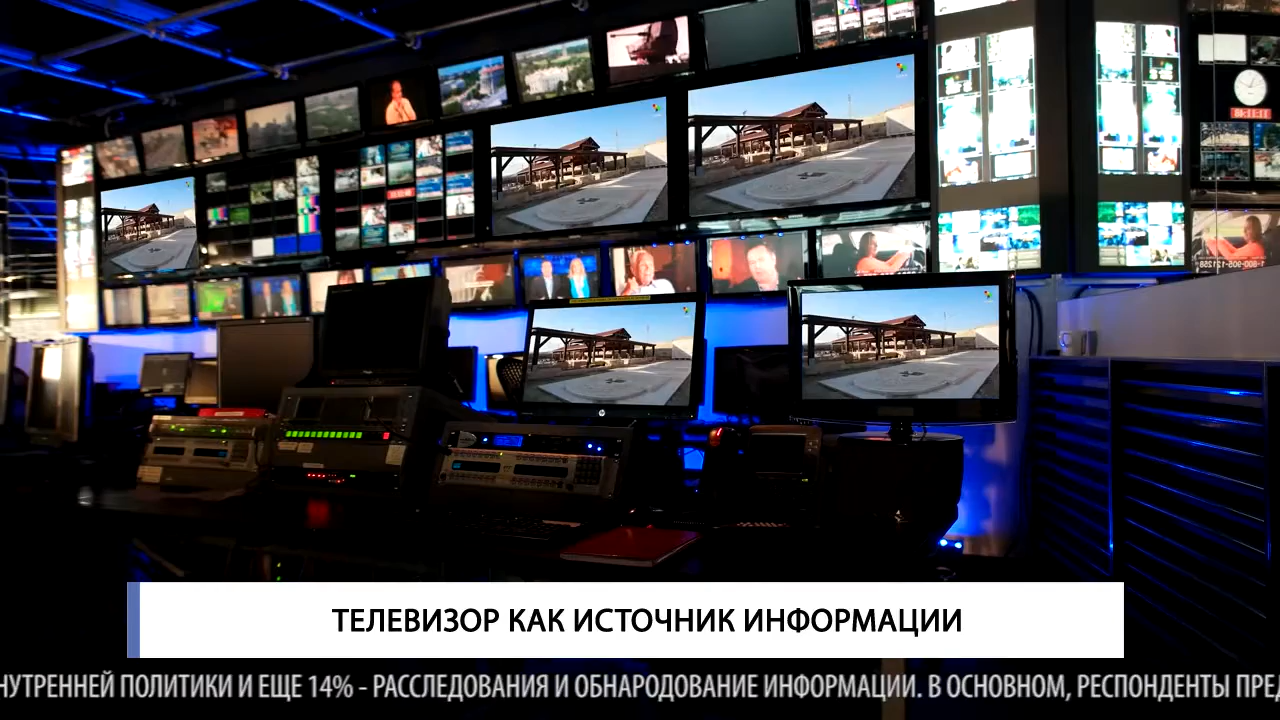 ТЕЛЕВИЗОР КАК ИСТОЧНИК ИНФОРМАЦИИ
НУТРЕННЕЙ ПОЛИТИКИ И ЕЩЕ 14% - РАССЛЕДОВАНИЯ И ОБНАРОДОВАНИЕ ИНФОРМАЦИИ. В ОСНОВНОМ, РЕСПОНДЕНТЫ ПРЕД